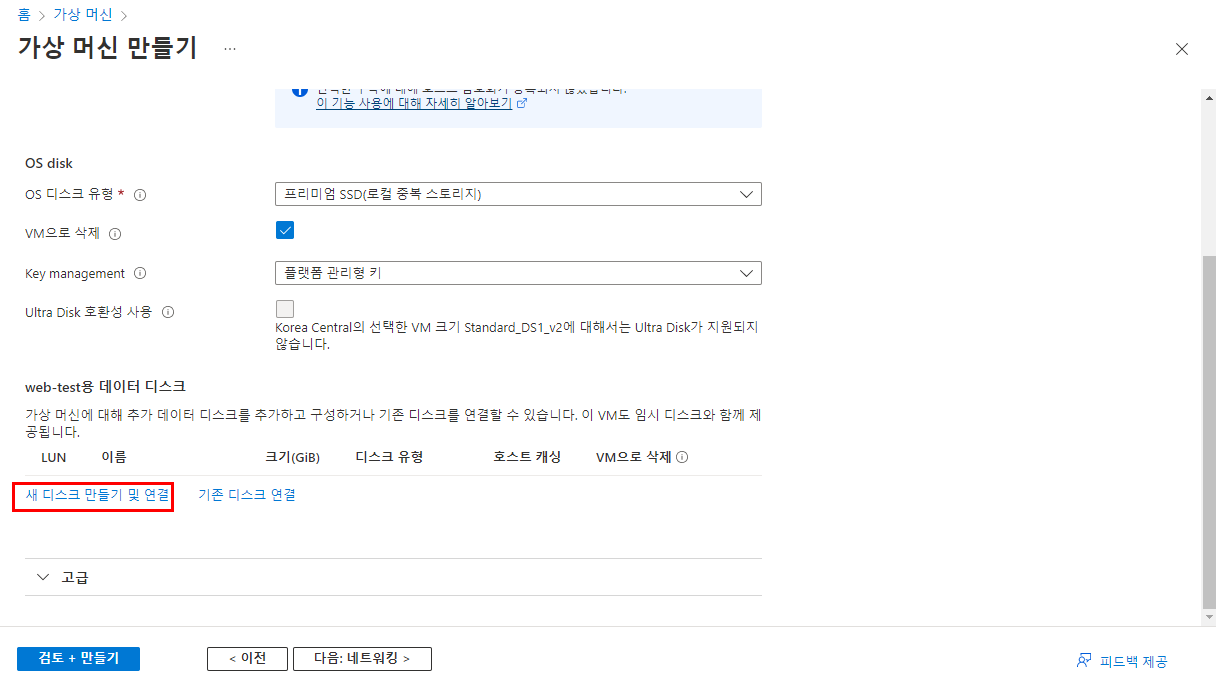 홈 > 가상 머신 >
가상 머신 만들기 ...
이 기능 사용에 대해 자세히 알아보기
OS disk
OS 디스크 유형 *
프리미엄 SSD(로컬 중복 스토리지)
VM으로 삭제
Key management
플랫폼 관리형 키
Ultra Disk 호환성 사용
Korea Central의 선택한 VM 크기 Standard_DS1_v2에 대해서는 Ultra Disk가 지원되지
않습니다.
web-test용 데이터 디스크
가상 머신에 대해 추가 데이터 디스크를 추가하고 구성하거나 기존 디스크를 연결할 수 있습니다. 이 VM도 임시 디스크와 함께 제
공됩니다.
LUN 이름 크기(GiB) 디스크 유형 호스트 캐싱 VM으로 삭제
새 디스크 만들기 및 연결 기존 디스크 연결
고급
검토 + 만들기 < 이전 다음: 네트워킹 > 피드백 제공